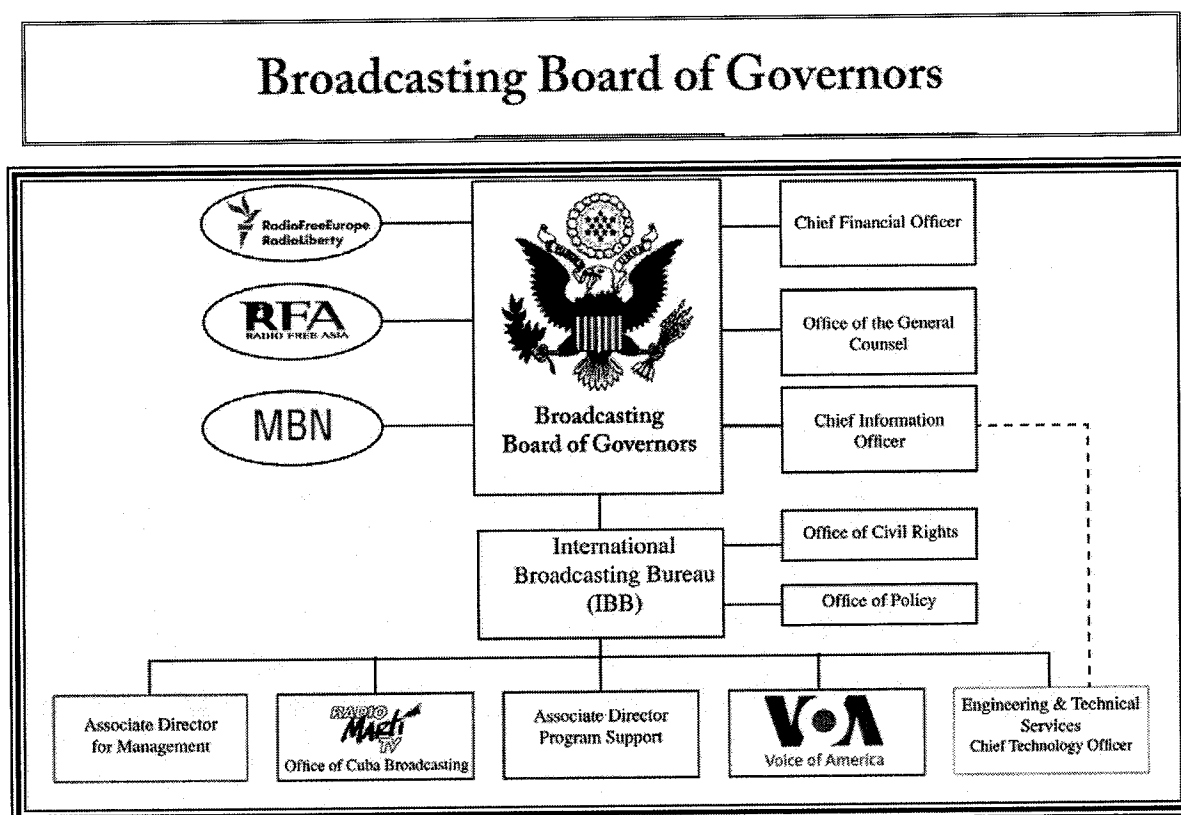 Broadcasting Board of Governors
RadioFreeEurope
RadioLiberty
RFA
RADIO FREE ASIA
MBN
Broadcasting
Board of Governors
Chief Financial Officer
Office of the General
Counsel
Chief Information
Officer
International
Broadcasting Bureau
(IBB)
Office of Civil Rights
Office of Policy
Associate Director
for Management
RADIO
Martí
TV
Office of Cuba Broadcasting
Associate Director
Program Support
VOA
Voice of America
Engineering & Technical
Services
Chief Technology Officer